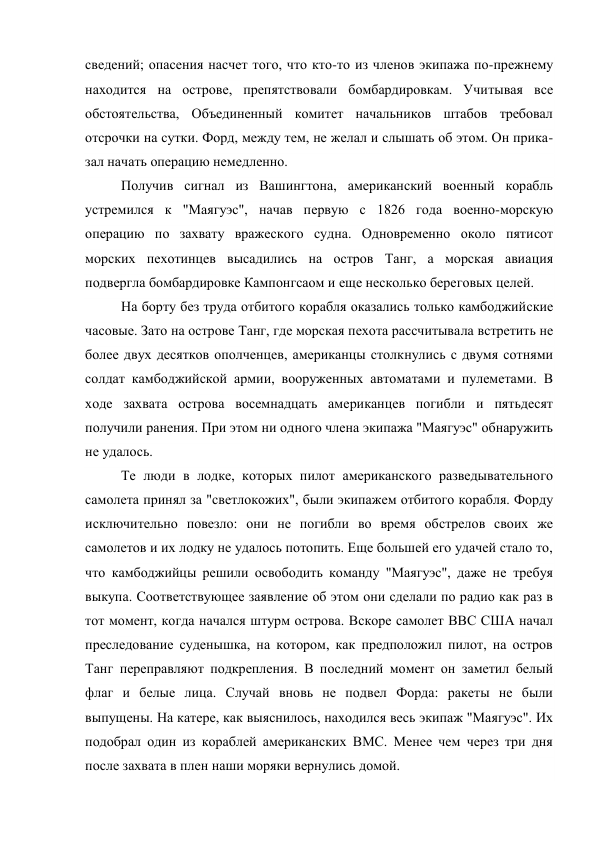 сведений; опасения насчет того, что кто-то из членов экипажа по-прежнему
находится на острове, препятствовали бомбардировкам. Учитывая все
обстоятельства, Объединенный комитет начальников штабов требовал
отсрочки на сутки. Форд, между тем, не желал и слышать об этом. Он прика-
зал начать операцию немедленно.
Получив сигнал из Вашингтона, американский военный корабль
устремился к "Маягуэс", начав первую с 1826 года военно-морскую
операцию по захвату вражеского судна. Одновременно около пятисот
морских пехотинцев высадились на остров Танг, а морская авиация
подвергла бомбардировке Кампонгсаом и еще несколько береговых целей.
На борту без труда отбитого корабля оказались только камбоджийские
часовые. Зато на острове Танг, где морская пехота рассчитывала встретить не
более двух десятков ополченцев, американцы столкнулись с двумя сотнями
солдат камбоджийской армии, вооруженных автоматами и пулеметами. В
ходе захвата острова восемнадцать американцев погибли и пятьдесят
получили ранения. При этом ни одного члена экипажа "Маягуэс" обнаружить
не удалось.
Те люди в лодке, которых пилот американского разведывательного
самолета принял за "светлокожих", были экипажем отбитого корабля. Форду
исключительно повезло: они не погибли во время обстрелов своих же
самолетов и их лодку не удалось потопить. Еще большей его удачей стало то,
что камбоджийцы решили освободить команду "Маягуэс", даже не требуя
выкупа. Соответствующее заявление об этом они сделали по радио как раз в
тот момент, когда начался штурм острова. Вскоре самолет ВВС США начал
преследование суденышка, на котором, как предположил пилот, на остров
Танг переправляют подкрепления. В последний момент он заметил белый
флаг и белые лица. Случай вновь не подвел Форда: ракеты не были
выпущены. На катере, как выяснилось, находился весь экипаж "Маягуэс". Их
подобрал один из кораблей американских ВМС. Менее чем через три дня
после захвата в плен наши моряки вернулись домой.